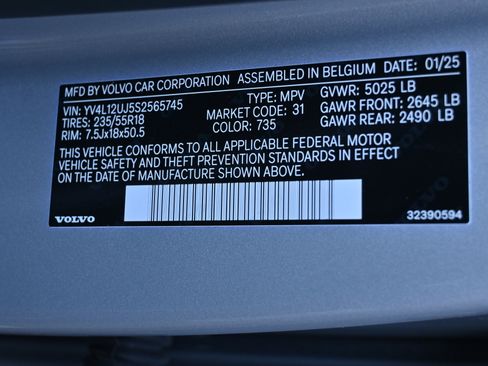 MFD BY VOLVO CAR CORPORATION ASSEMBLED IN BELGIUM DATE: 01/25
VIN: YV4L12UJ5S2565745 TYPE: MPV GVWR: 5025 LB
TIRES: 235/55R18 MARKET CODE: 31 GAWR FRONT: 2645 LB
RIM: 7.5Jx18x50.5 COLOR: 735 GAWR REAR: 2490 LB
THIS VEHICLE CONFORMS TO ALL APPLICABLE FEDERAL MOTOR
VEHICLE SAFETY AND THEFT PREVENTION STANDARDS IN EFFECT
ON THE DATE OF MANUFACTURE SHOWN ABOVE.
VOLVO 32390594